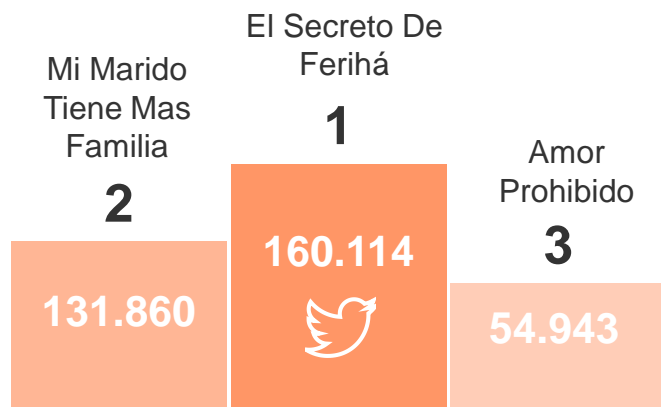 El Secreto De
Ferihá
1
160.114
Mi Marido
Tiene Mas
Familia
2
131.860
Amor
Prohibido
3
54.943